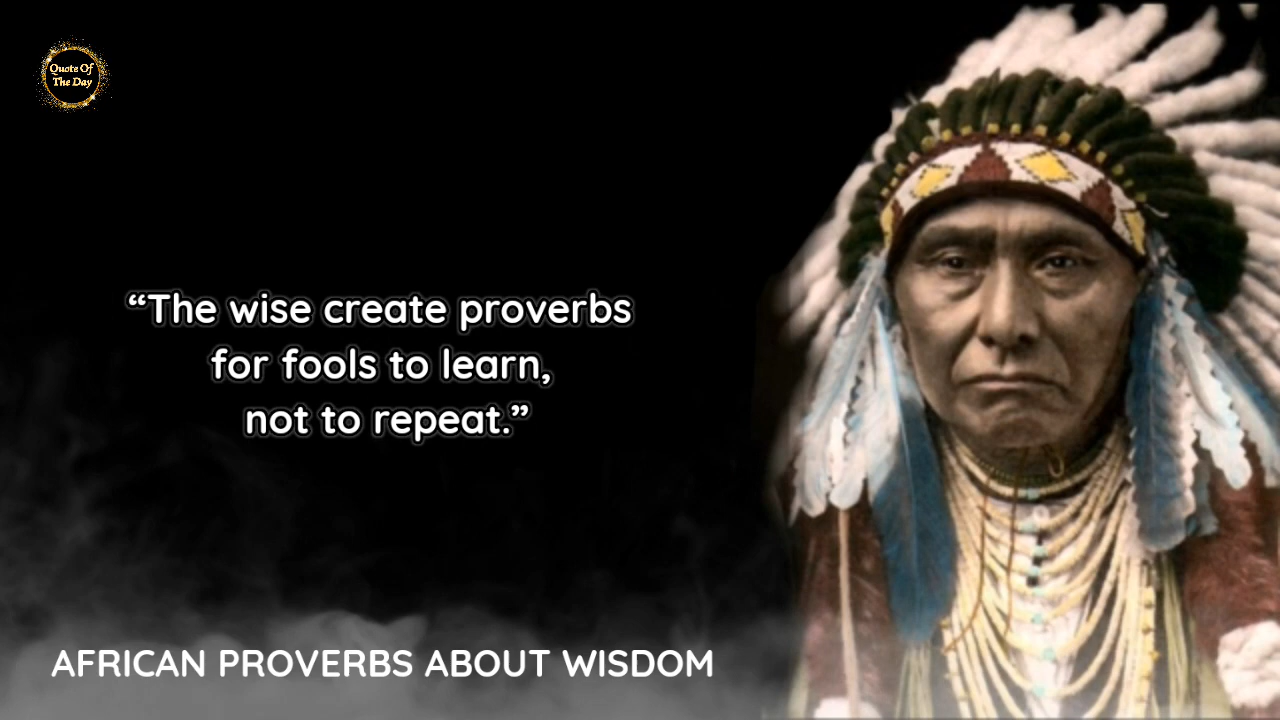 Quote Of
The Day
“The wise create proverbs
for fools to learn,
not to repeat.”
AFRICAN PROVERBS ABOUT WISDOM